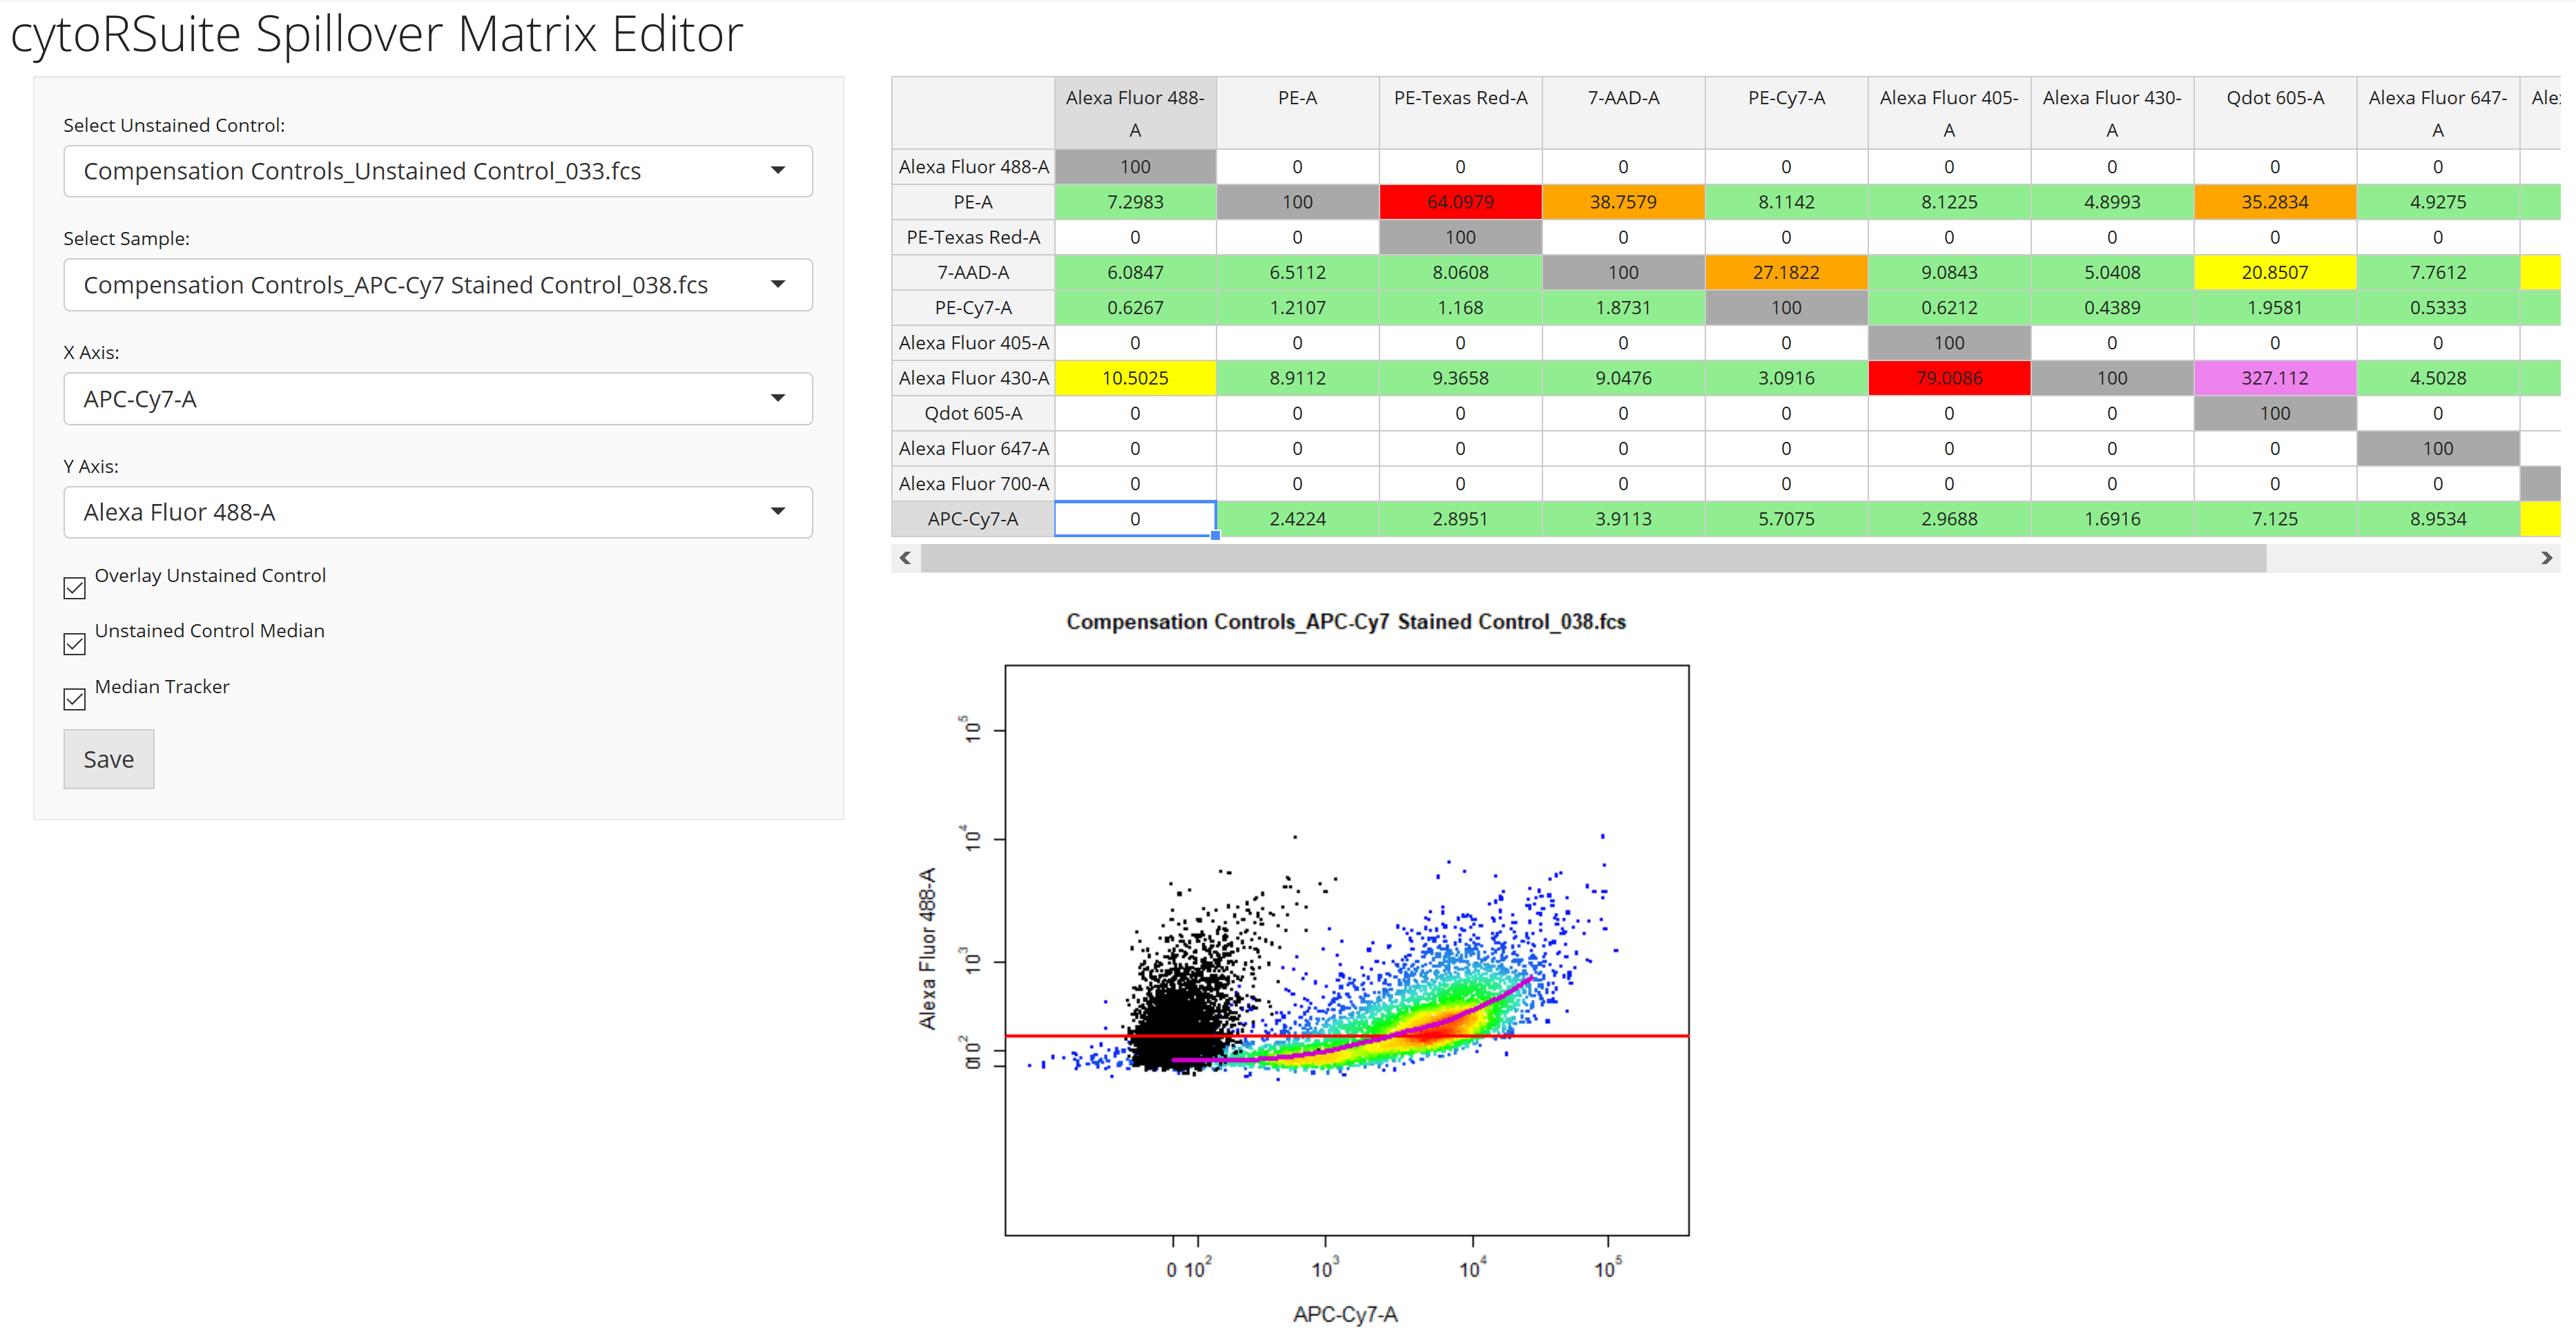 cytoRSuite Spillover Matrix Editor
Select Unstained Control:
Compensation Controls_Unstained Control_033.fcs
Select Sample:
Compensation Controls_APC-Cy7 Stained Control_038.fcs
X Axis:
APC-Cy7-A
Y Axis:
Alexa Fluor 488-A
Overlay Unstained Control
Unstained Control Median
Median Tracker
Save
Alexa Fluor 488-A PE-A PE-Texas Red-A 7-AAD-A PE-Cy7-A Alexa Fluor 405-A Alexa Fluor 430-A Qdot 605-A Alexa Fluor 647-A Ale
Alexa Fluor 488-A 100 0 0 0 0 0 0 0 0
PE-A 7.2983 100 64.0979 38.7579 8.1142 8.1225 4.8993 35.2834 4.9275
PE-Texas Red-A 0 0 100 0 0 0 0 0 0
7-AAD-A 6.0847 6.5112 8.0608 100 27.1822 9.0843 5.0408 20.8507 7.7612
PE-Cy7-A 0.6267 1.2107 1.168 1.8731 100 0.6212 0.4389 1.9581 0.5333
Alexa Fluor 405-A 0 0 0 0 0 100 0 0 0
Alexa Fluor 430-A 10.5025 8.9112 9.3658 9.0476 3.0916 79.0086 100 327.112 4.5028
Qdot 605-A 0 0 0 0 0 0 0 100 0
Alexa Fluor 647-A 0 0 0 0 0 0 0 0 100
Alexa Fluor 700-A 0 0 0 0 0 0 0 0 0
APC-Cy7-A 0 2.4224 2.8951 3.9113 5.7075 2.9688 1.6916 7.125 8.9534
Compensation Controls_APC-Cy7 Stained Control_038.fcs
10⁵
10⁴
10³
10²
0
Alexa Fluor 488-A
0 10² 10³ 10⁴ 10⁵
APC-Cy7-A